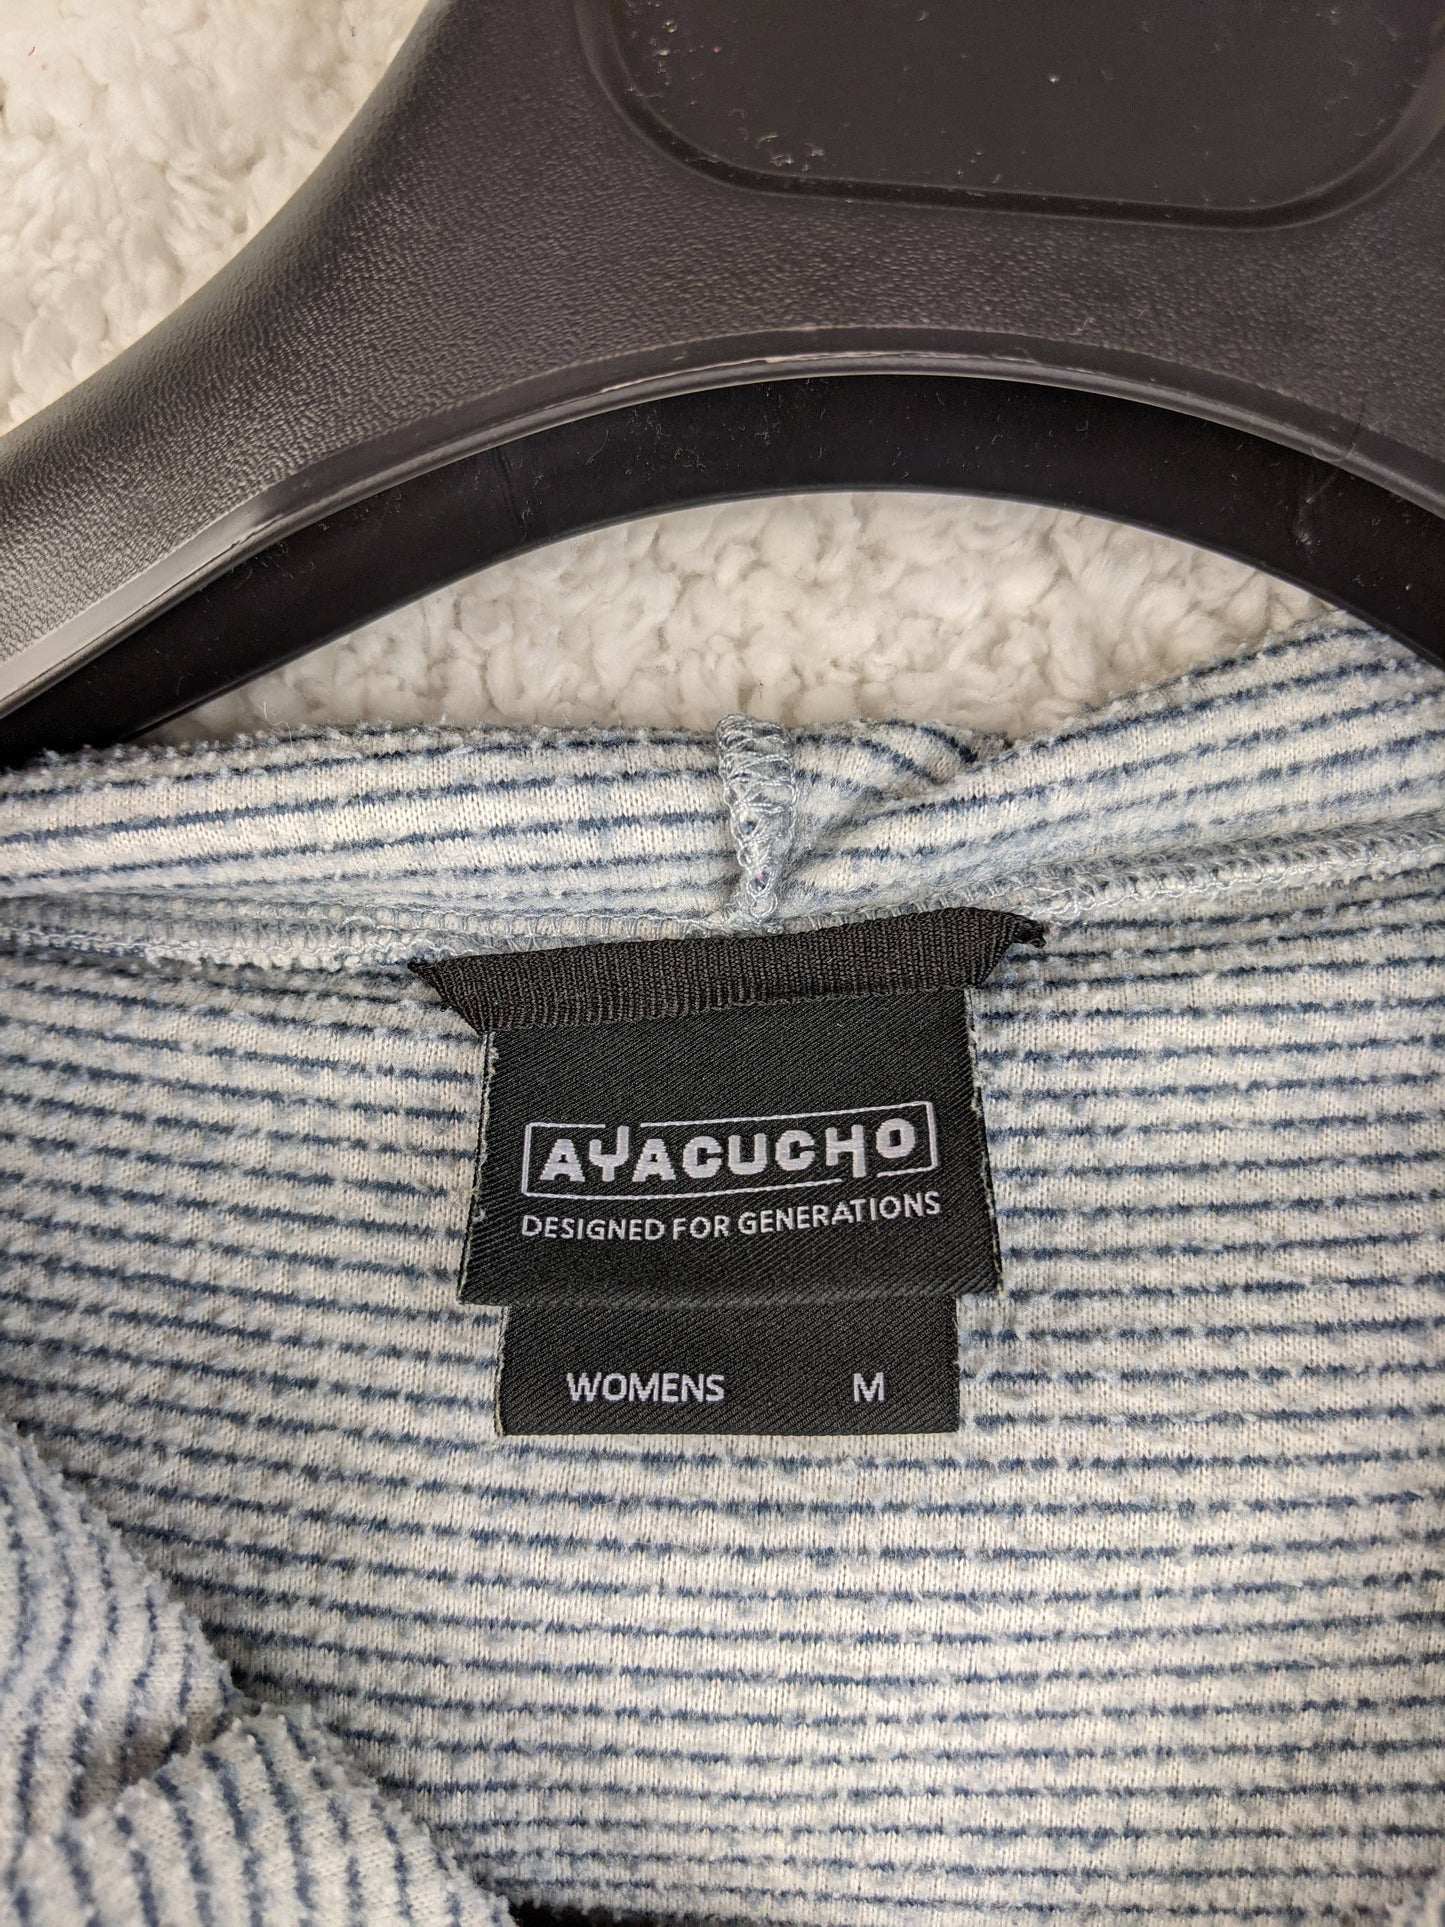 AYACUCHO
DESIGNED FOR GENERATIONS
WOMENS M